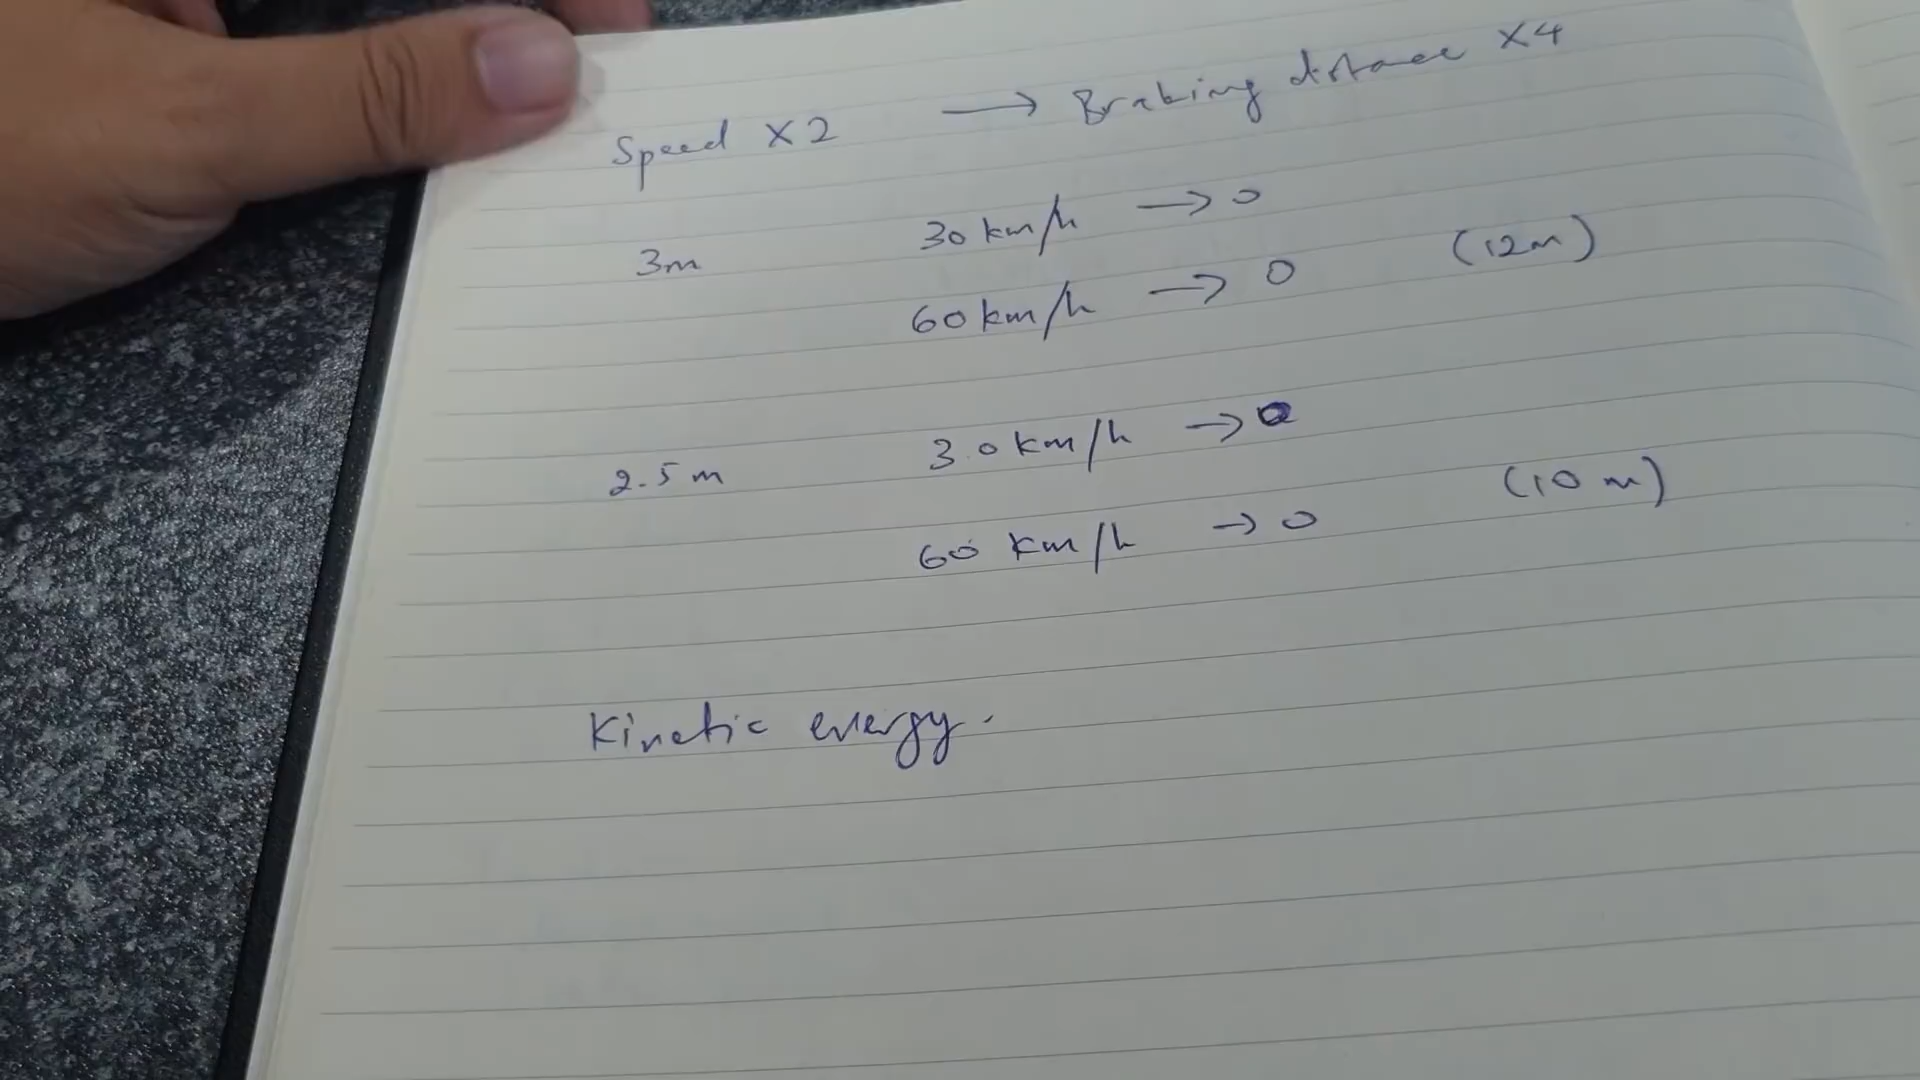 Speed x2 → Braking distance x4
3m 30 km/h → 0
60 km/h → 0 (12m)
2.5 m 30 km/h → 0
60 km/h → 0 (10 m)
Kinetic energy.